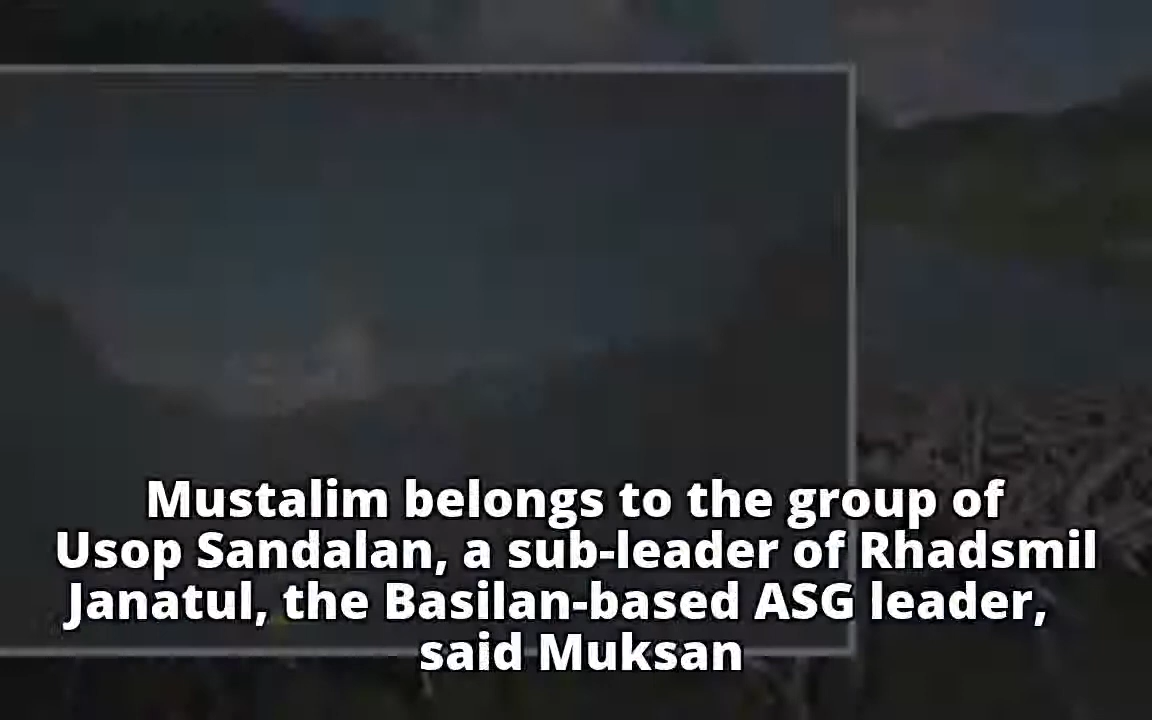 Mustalim belongs to the group of
Usop Sandalan, a sub-leader of Rhadsmil
Janatul, the Basilan-based ASG leader,
said Muksan